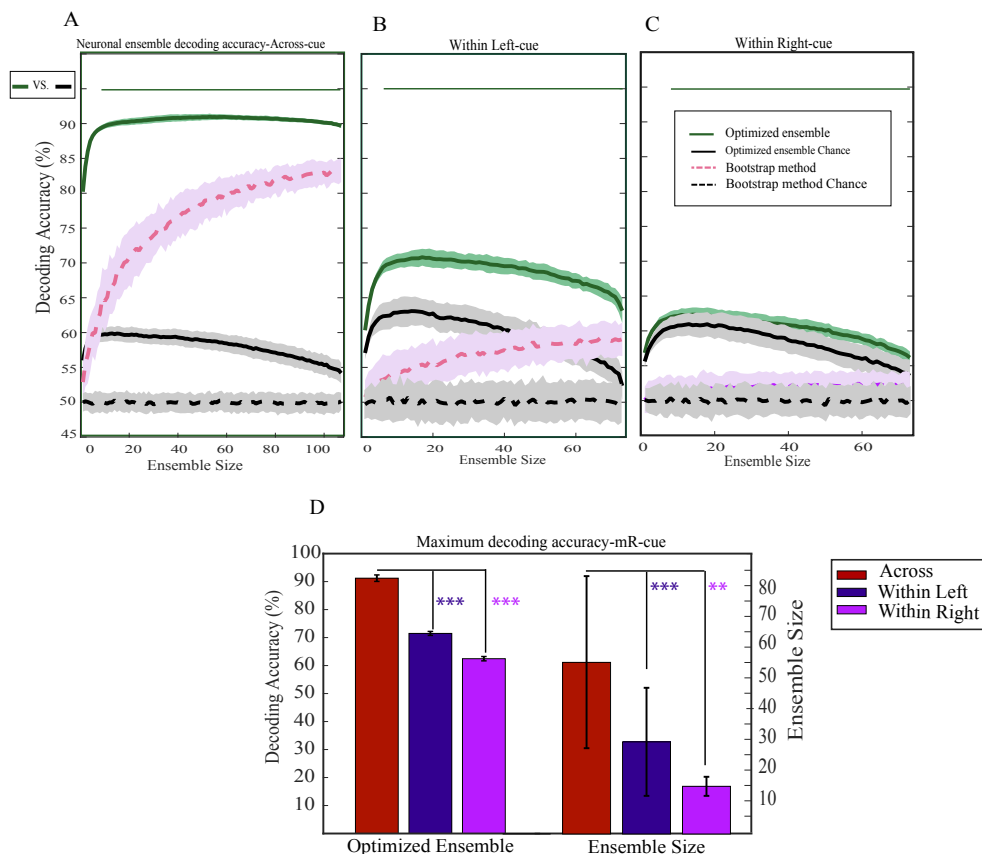 A
B
C
Neuronal ensemble decoding accuracy-Across-cue
Within Left-cue
Within Right-cue
VS.
Decoding Accuracy (%)
90
85
80
70
65
60
55
50
45
0 20 40 60 80 100
Ensemble Size
0 20 40 60
Ensemble Size
0 20 40 60
Ensemble Size
Optimized ensemble
Optimized ensemble Chance
Bootstrap method
Bootstrap method Chance
D
Maximum decoding accuracy-mR-cue
Decoding Accuracy (%)
100
90
80
70
60
50
40
30
20
10
*** ***
*** **
80
70
60
50
40
30
20
10
Ensemble Size
Optimized Ensemble
Ensemble Size
Across
Within Left
Within Right